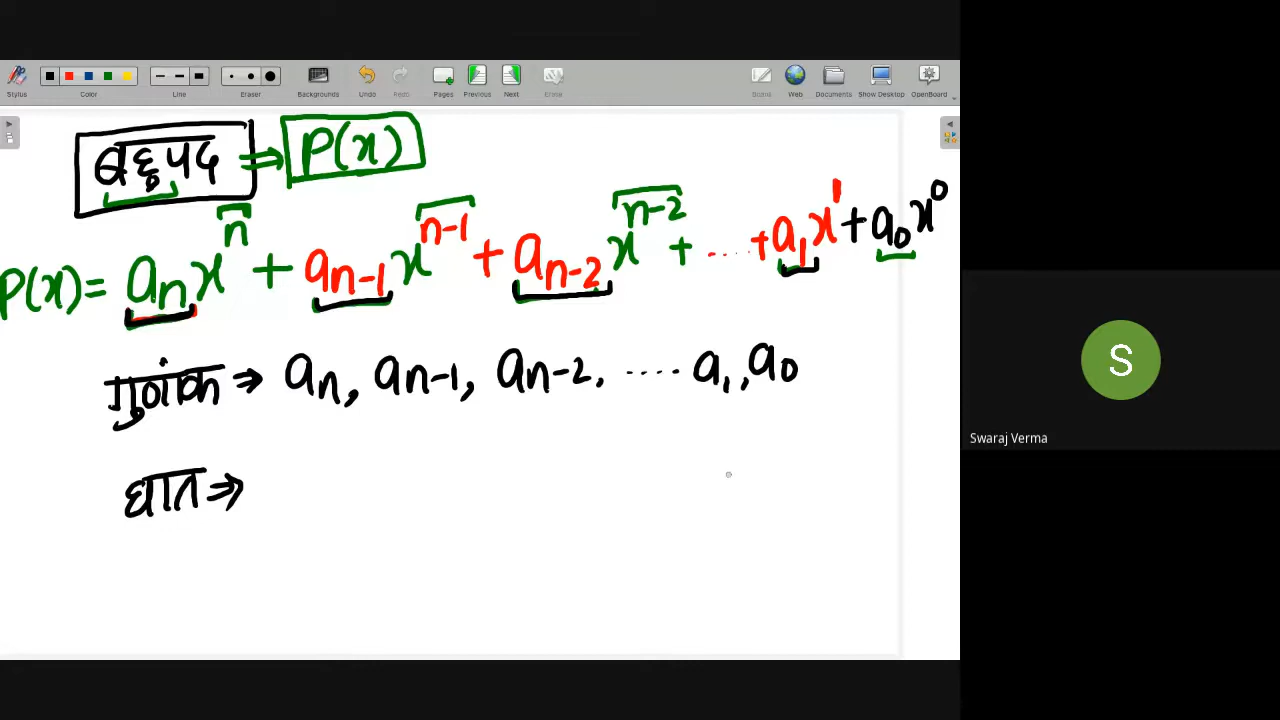 Stylus Color Line Eraser Backgrounds Undo Redo Pages Previous Next Erase Board Web Documents Show Desktop OpenBoard
बहुपद ⇒ P(x)
P(x)= aₙxⁿ + aₙ₋₁xⁿ⁻¹ + aₙ₋₂xⁿ⁻² + ..... + a₁x¹ + a₀x⁰
गुणांक ⇒ aₙ, aₙ₋₁, aₙ₋₂, .... a₁, a₀
घात ⇒
S
Swaraj Verma